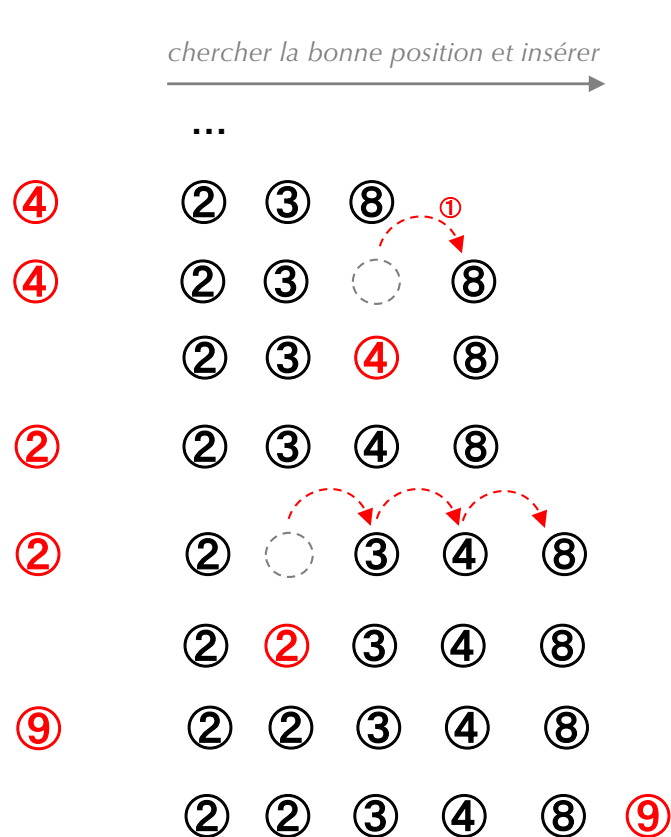 chercher la bonne position et insérer
...
④ ② ③ ⑧
①
④ ② ③ ⑧
② ③ ④ ⑧
② ② ③ ④ ⑧
② ② ③ ④ ⑧
② ② ③ ④ ⑧
⑨ ② ② ③ ④ ⑧
② ② ③ ④ ⑧ ⑨